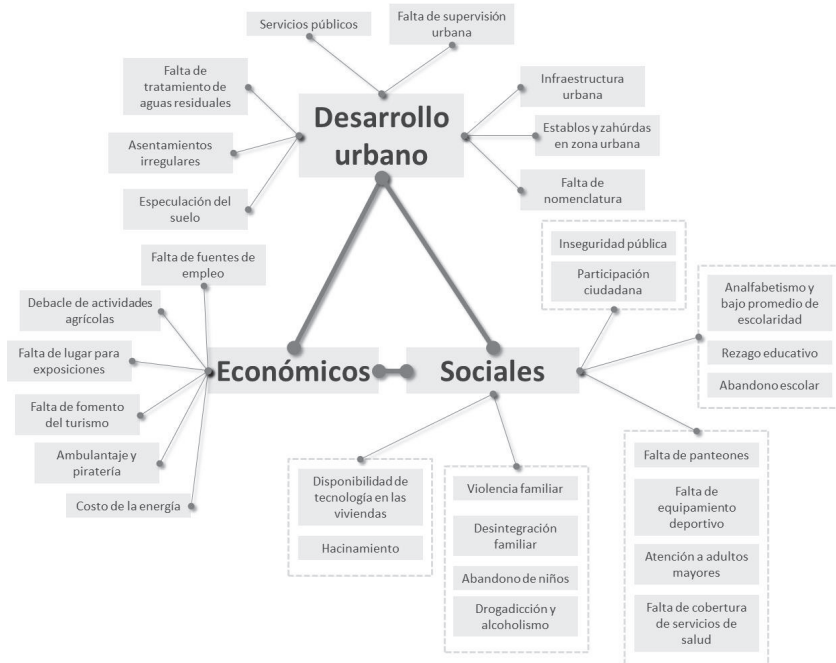 Servicios públicos
Falta de supervisión
urbana
Falta de
tratamiento de
aguas residuales
Asentamientos
irregulares
Especulación del
suelo
Desarrollo
urbano
Infraestructura
urbana
Establos y zahúrdas
en zona urbana
Falta de
nomenclatura
Falta de fuentes de
empleo
Debacle de actividades
agrícolas
Falta de lugar para
exposiciones
Falta de fomento
del turismo
Ambulantaje y
piratería
Costo de la energía
Económicos
Sociales
Inseguridad pública
Participación
ciudadana
Analfabetismo y
bajo promedio de
escolaridad
Rezago educativo
Abandono escolar
Disponibilidad de
tecnología en las
viviendas
Hacinamiento
Violencia familiar
Desintegración
familiar
Abandono de niños
Drogadicción y
alcoholismo
Falta de panteones
Falta de
equipamiento
deportivo
Atención a adultos
mayores
Falta de cobertura
de servicios de
salud